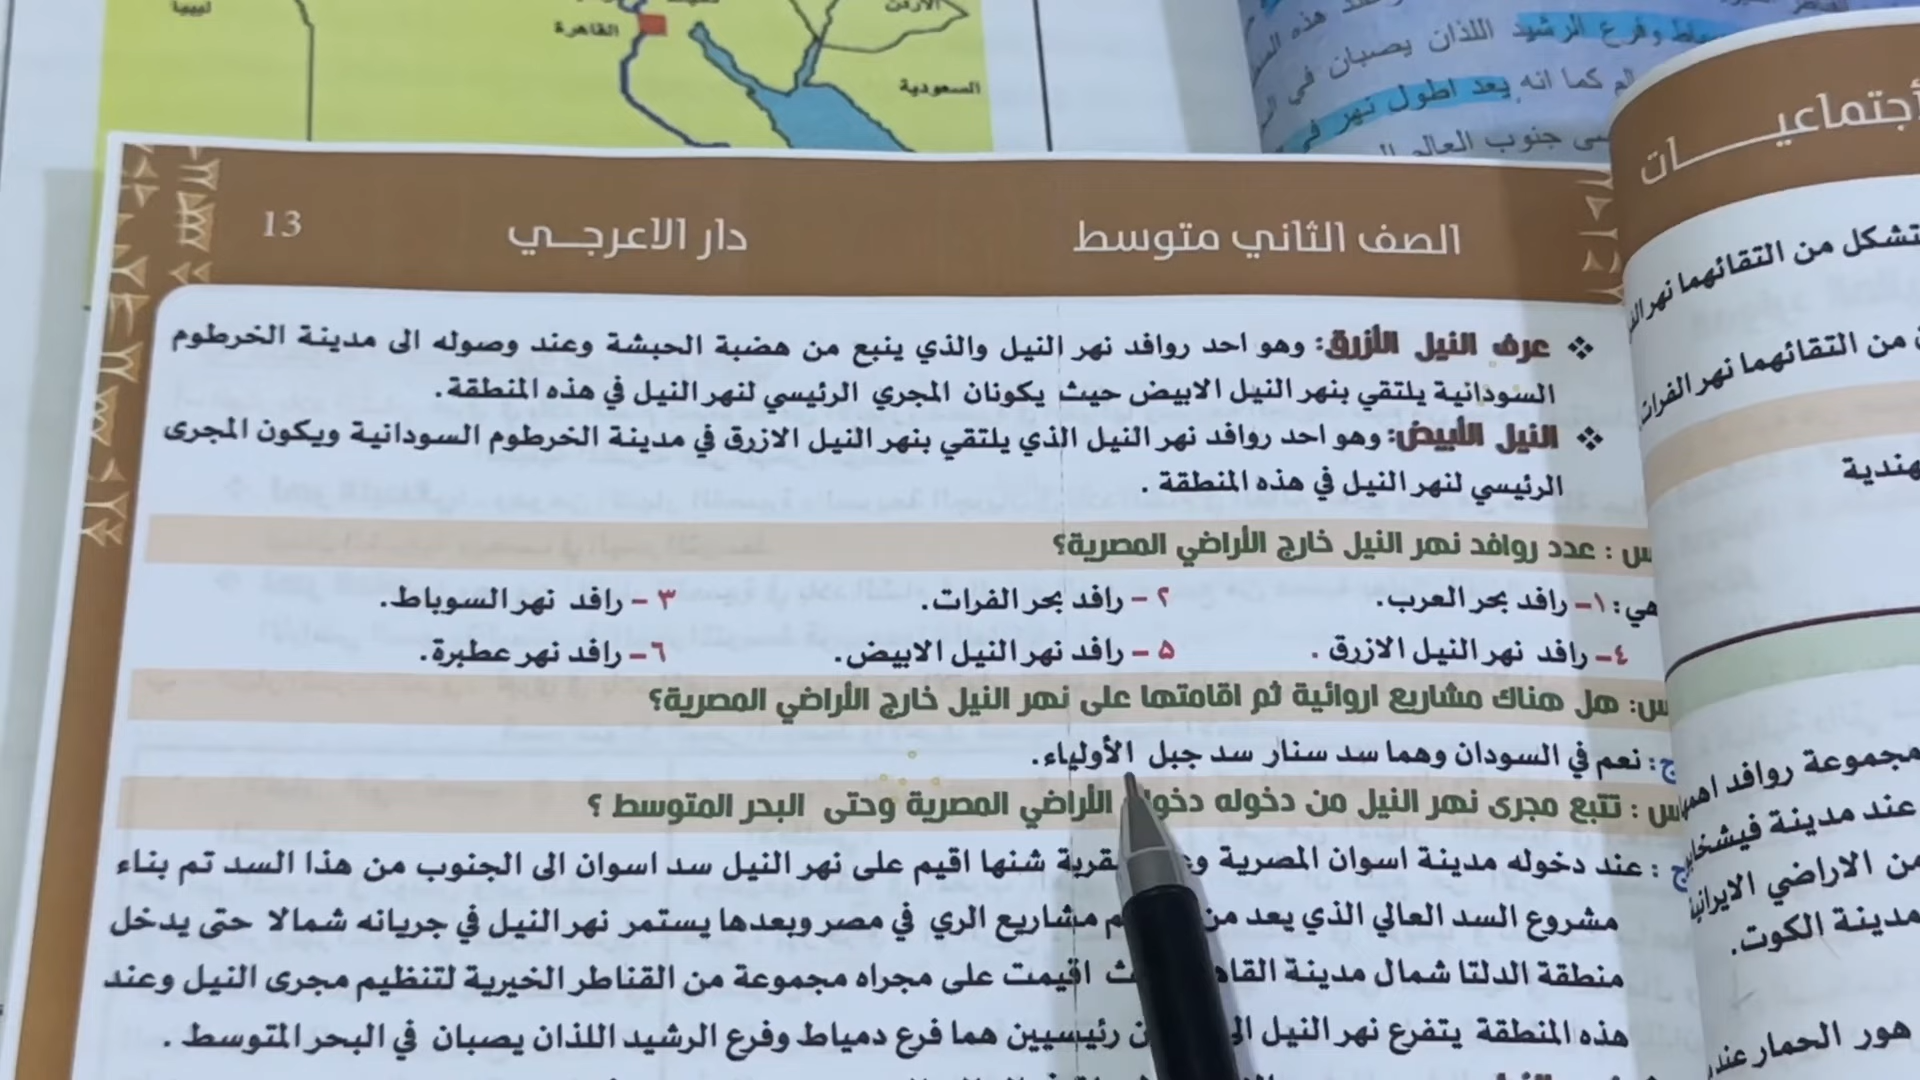 ليبيا
القاهرة
الأردن
السعودية
اللذان يصبان في
كما انه يعد اطول نهر في
جنوب العالم
13
دار الاعرجي
الصف الثاني متوسط
عرف النيل الأزرق: وهو احد روافد نهر النيل والذي ينبع من هضبة الحبشة وعند وصوله الى مدينة الخرطوم
السودانية يلتقي بنهر النيل الابيض حيث يكونان المجري الرئيسي لنهر النيل في هذه المنطقة.
النيل الأبيض: وهو احد روافد نهر النيل الذي يلتقي بنهر النيل الازرق في مدينة الخرطوم السودانية ويكون المجرى
الرئيسي لنهر النيل في هذه المنطقة .
س : عدد روافد نهر النيل خارج الأراضي المصرية؟
هي: ١– رافد بحر العرب. ٢ – رافد بحر الفرات. ٣ – رافد نهر السوباط.
٤– رافد نهر النيل الازرق . ٥ – رافد نهر النيل الابيض. ٦– رافد نهر عطبرة.
س: هل هناك مشاريع اروائية تم اقامتها على نهر النيل خارج الأراضي المصرية؟
ج: نعم في السودان وهما سد سنار سد جبل الأولياء.
س : تتبع مجرى نهر النيل من دخوله دخوله الأراضي المصرية وحتى البحر المتوسط ؟
ج : عند دخوله مدينة اسوان المصرية شنها اقيم على نهر النيل سد اسوان الى الجنوب من هذا السد تم بناء
مشروع السد العالي الذي يعد من مشاريع الري في مصر وبعدها يستمر نهر النيل في جريانه شمالا حتى يدخل
منطقة الدلتا شمال مدينة اقيمت على مجراه مجموعة من القناطر الخيرية لتنظيم مجرى النيل وعند
هذه المنطقة يتفرع نهر النيل رئيسيين هما فرع دمياط وفرع الرشيد اللذان يصبان في البحر المتوسط .
من التقائهما
من التقائهما نهر الفرات
مجموعة روافد
عند مدينة
من الاراضي الايرانية
مدينة الكوت.
هور الحمار عند